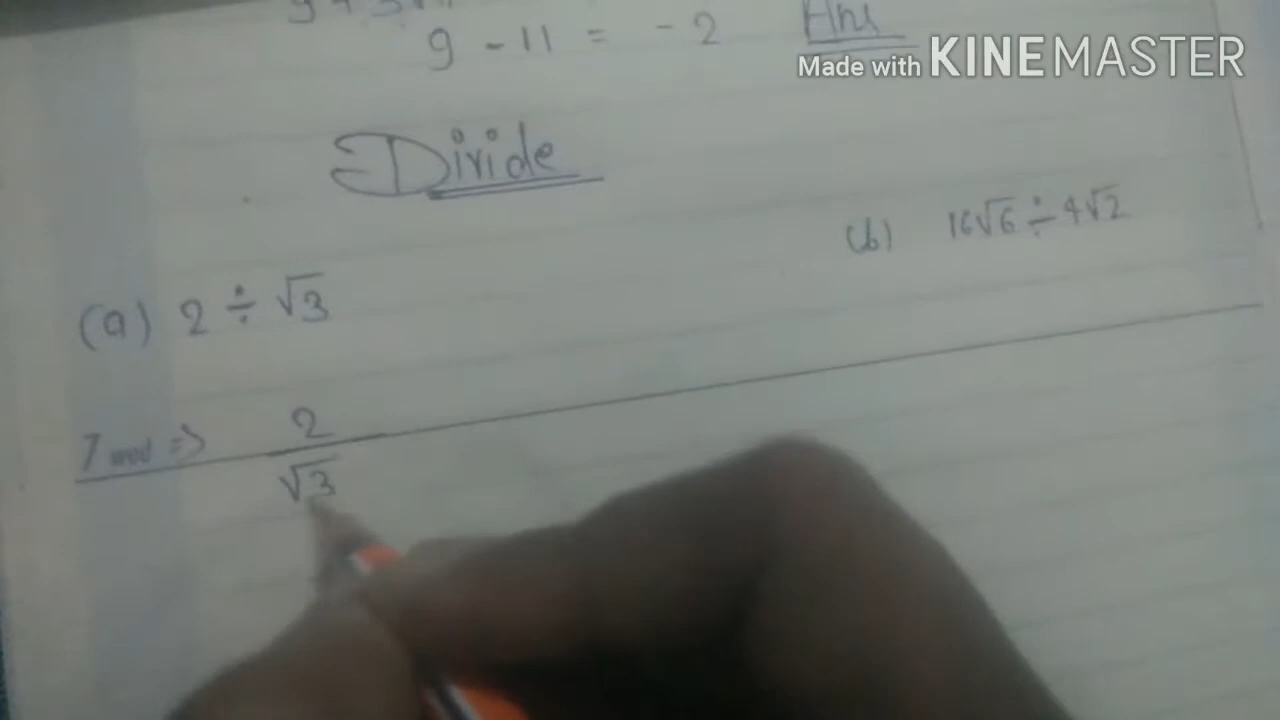 9 - 11 = - 2 Ans
Made with KINEMASTER
Divide
(a) 2 ÷ √3
(b) 16√6 ÷ 4√2
=> 2
√3